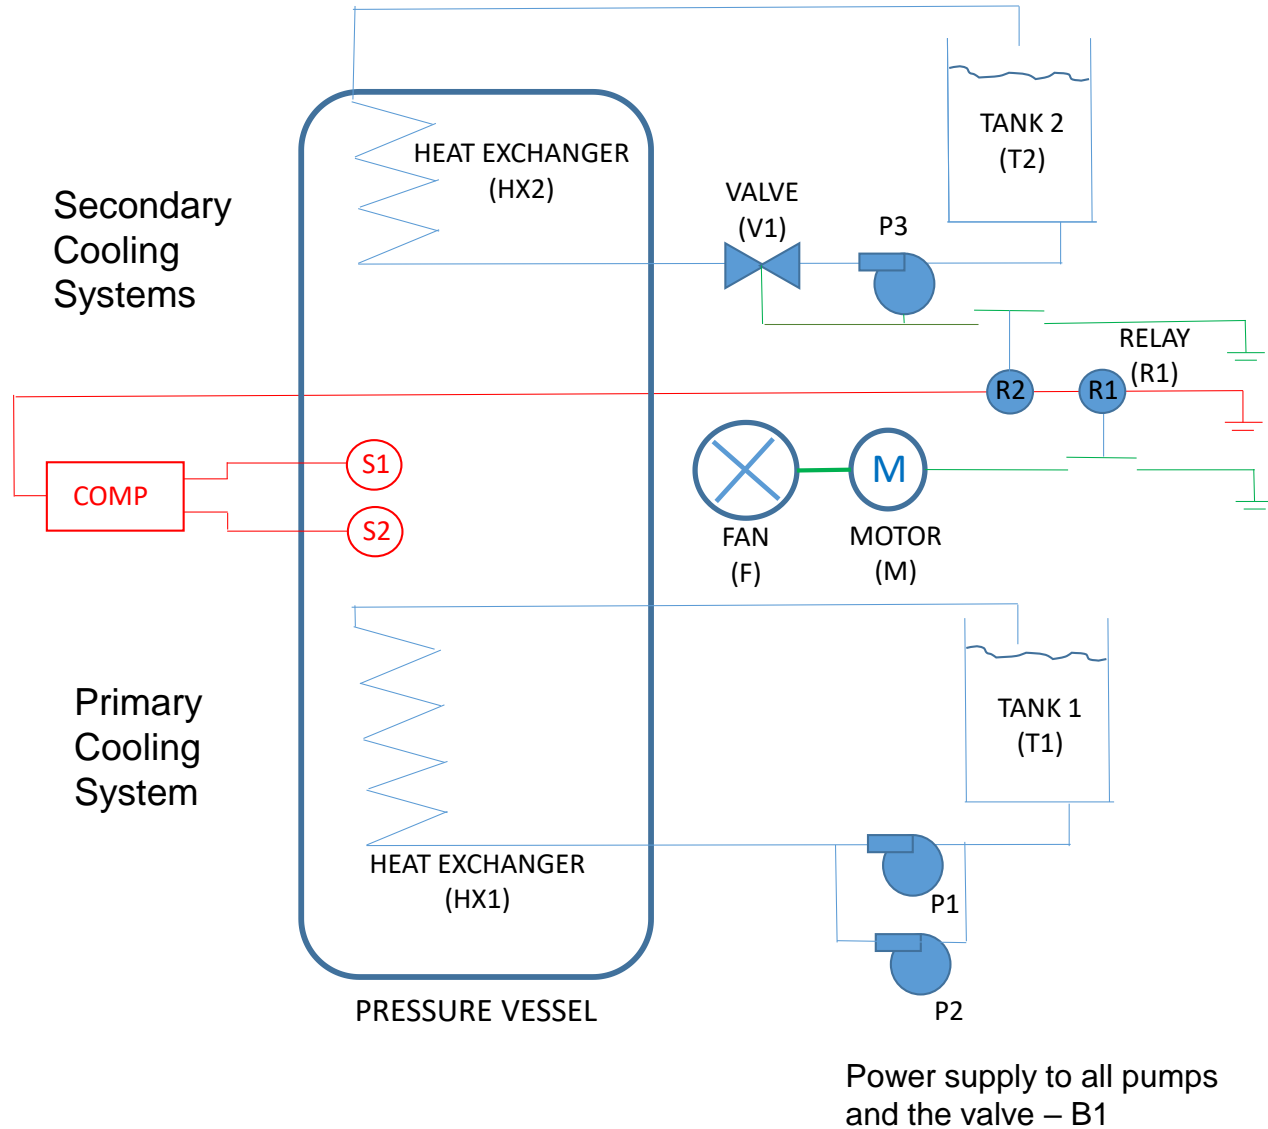 TANK 2
(T2)
HEAT EXCHANGER
(HX2)
Secondary
Cooling
Systems
VALVE
(V1)
P3
RELAY
(R1)
R2
R1
S1
COMP
S2
M
FAN
(F)
MOTOR
(M)
Primary
Cooling
System
TANK 1
(T1)
HEAT EXCHANGER
(HX1)
P1
P2
PRESSURE VESSEL
Power supply to all pumps
and the valve – B1